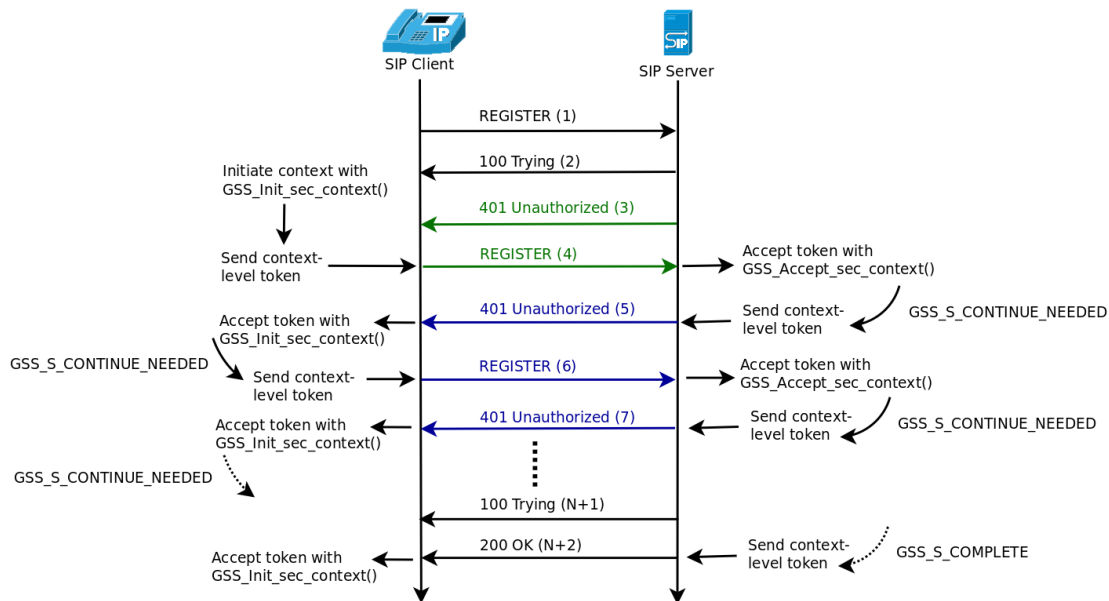 IP
SIP
SIP Client
SIP Server
REGISTER (1)
100 Trying (2)
Initiate context with
GSS_Init_sec_context()
401 Unauthorized (3)
Send context-
level token
REGISTER (4)
Accept token with
GSS_Accept_sec_context()
Accept token with
GSS_Init_sec_context()
401 Unauthorized (5)
Send context-
level token
GSS_S_CONTINUE_NEEDED
GSS_S_CONTINUE_NEEDED
Send context-
level token
REGISTER (6)
Accept token with
GSS_Accept_sec_context()
Accept token with
GSS_Init_sec_context()
401 Unauthorized (7)
Send context-
level token
GSS_S_CONTINUE_NEEDED
GSS_S_CONTINUE_NEEDED
100 Trying (N+1)
Accept token with
GSS_Init_sec_context()
200 OK (N+2)
Send context-
level token
GSS_S_COMPLETE